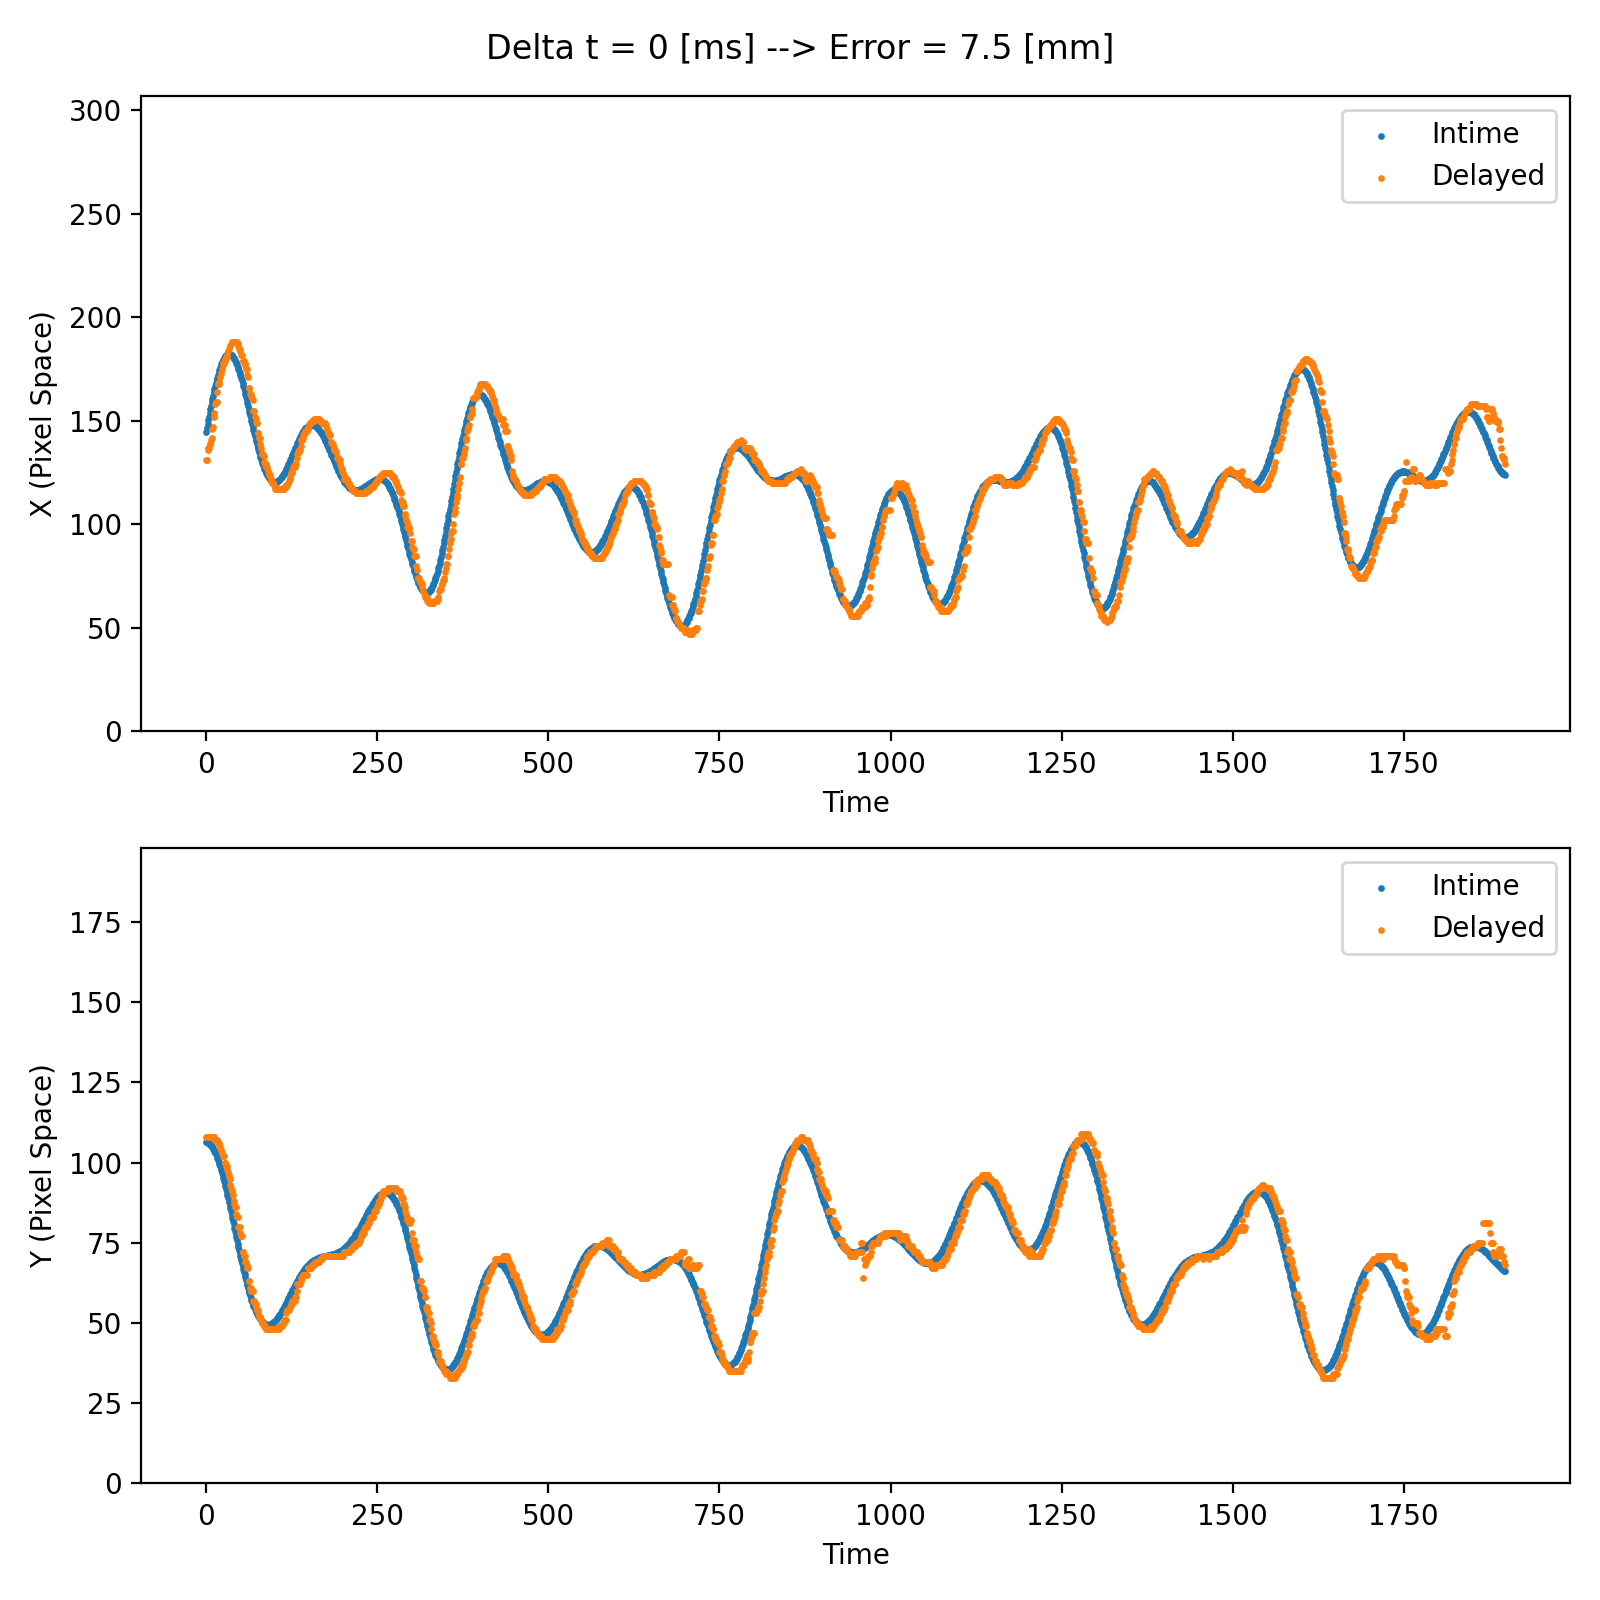 Delta t = 0 [ms] --> Error = 7.5 [mm]
300
250
200
150
100
50
0
X (Pixel Space)
Intime
Delayed
0 250 500 750 1000 1250 1500 1750
Time
175
150
125
100
75
50
25
0
Y (Pixel Space)
Intime
Delayed
0 250 500 750 1000 1250 1500 1750
Time